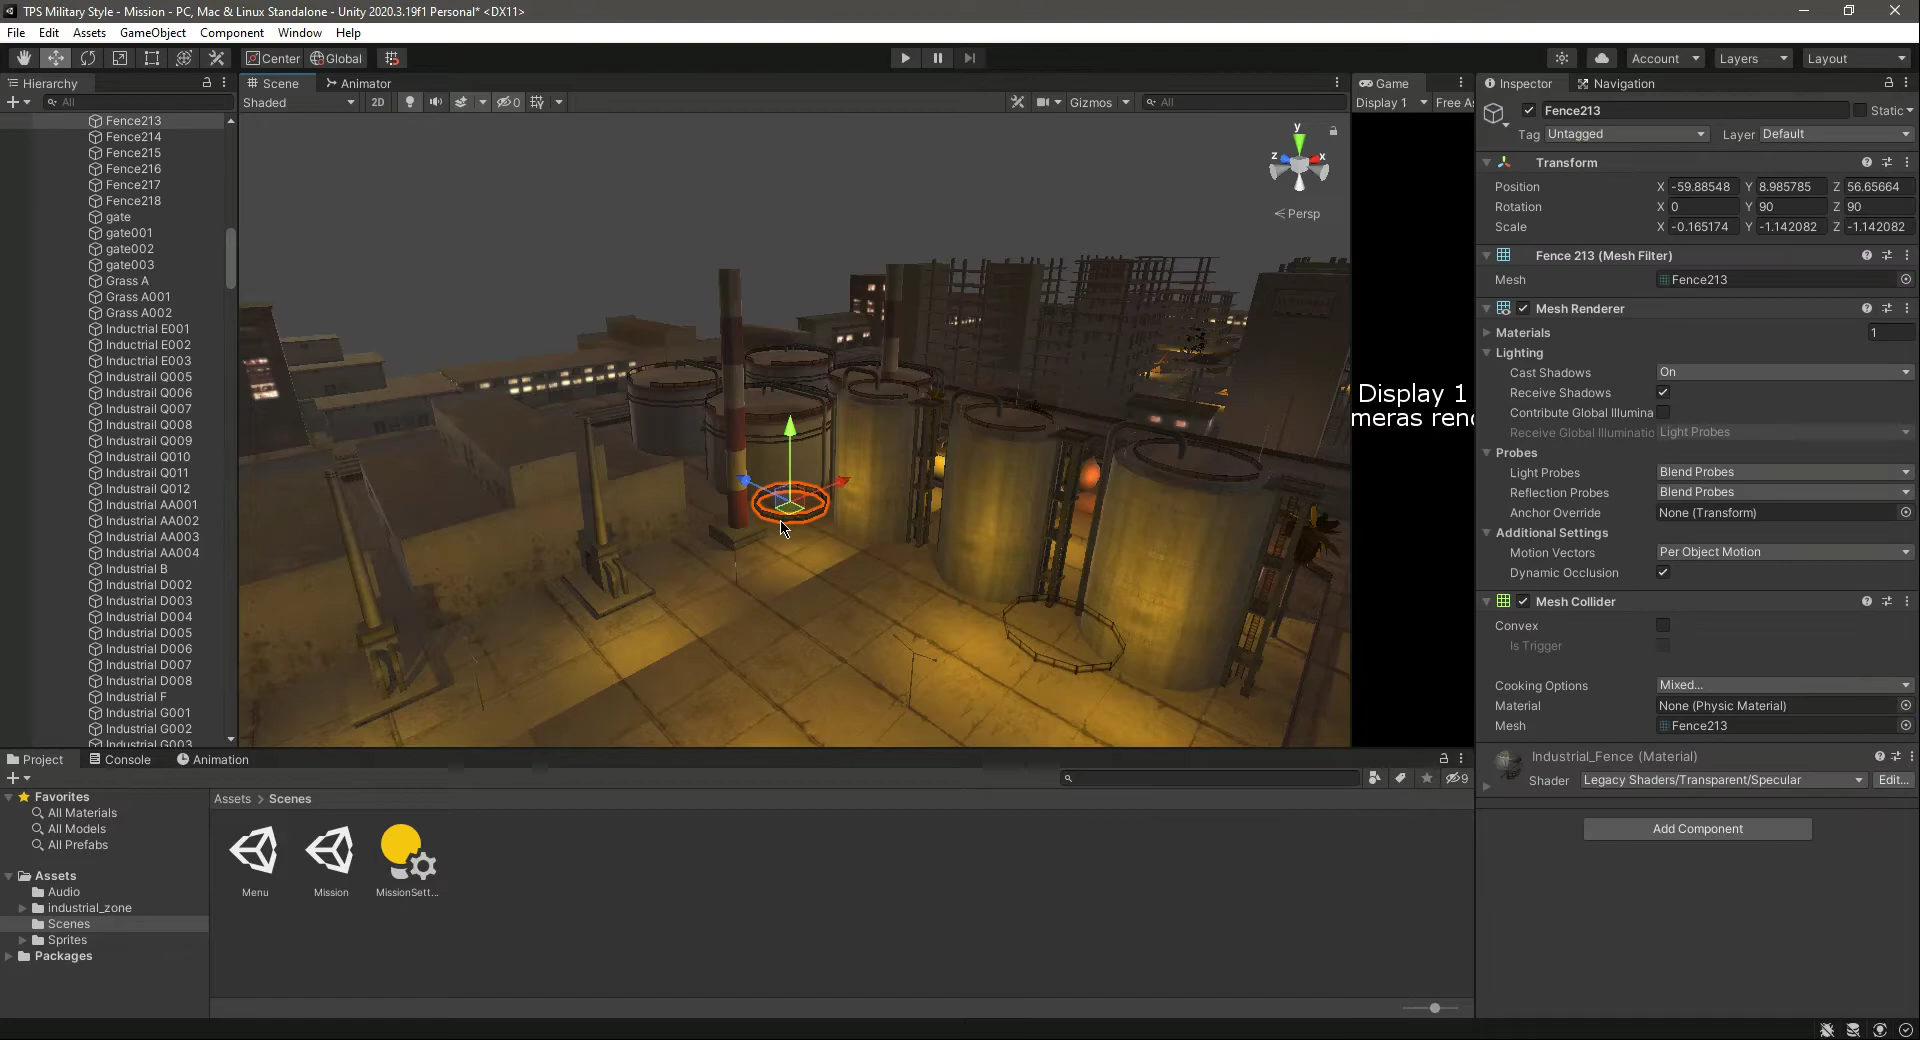 TPS Military Style - Mission - PC, Mac & Linux Standalone - Unity 2020.3.19f1 Personal* <DX11>
File Edit Assets GameObject Component Window Help
Center Global Account Layers Layout
Hierarchy
All
Fence213
Fence214
Fence215
Fence216
Fence217
Fence218
gate
gate001
gate002
gate003
Grass A
Grass A001
Grass A002
Inductrial E001
Inductrial E002
Inductrial E003
Industrail Q005
Industrail Q006
Industrail Q007
Industrail Q008
Industrail Q009
Industrail Q010
Industrail Q011
Industrail Q012
Industrial AA001
Industrial AA002
Industrial AA003
Industrial AA004
Industrial B
Industrial D002
Industrial D003
Industrial D004
Industrial D005
Industrial D006
Industrial D007
Industrial D008
Industrial F
Industrial G001
Industrial G002
Industrial G003
Scene Animator
Shaded 2D 0 Gizmos All
y
z x
Persp
Game
Display 1 Free As
Display 1
meras renc
Inspector Navigation
Fence213 Static
Tag Untagged Layer Default
Transform
Position X -59.88548 Y 8.985785 Z 56.65664
Rotation X 0 Y 90 Z 90
Scale X -0.165174 Y -1.142082 Z -1.142082
Fence 213 (Mesh Filter)
Mesh Fence213
Mesh Renderer
Materials 1
Lighting
Cast Shadows On
Receive Shadows
Contribute Global Illumina
Receive Global Illuminatio Light Probes
Probes
Light Probes Blend Probes
Reflection Probes Blend Probes
Anchor Override None (Transform)
Additional Settings
Motion Vectors Per Object Motion
Dynamic Occlusion
Mesh Collider
Convex
Is Trigger
Cooking Options Mixed...
Material None (Physic Material)
Mesh Fence213
Industrial_Fence (Material)
Shader Legacy Shaders/Transparent/Specular Edit...
Add Component
Project Console Animation
9
Favorites
All Materials
All Models
All Prefabs
Assets
Audio
industrial_zone
Scenes
Sprites
Packages
Assets > Scenes
Menu Mission MissionSett...